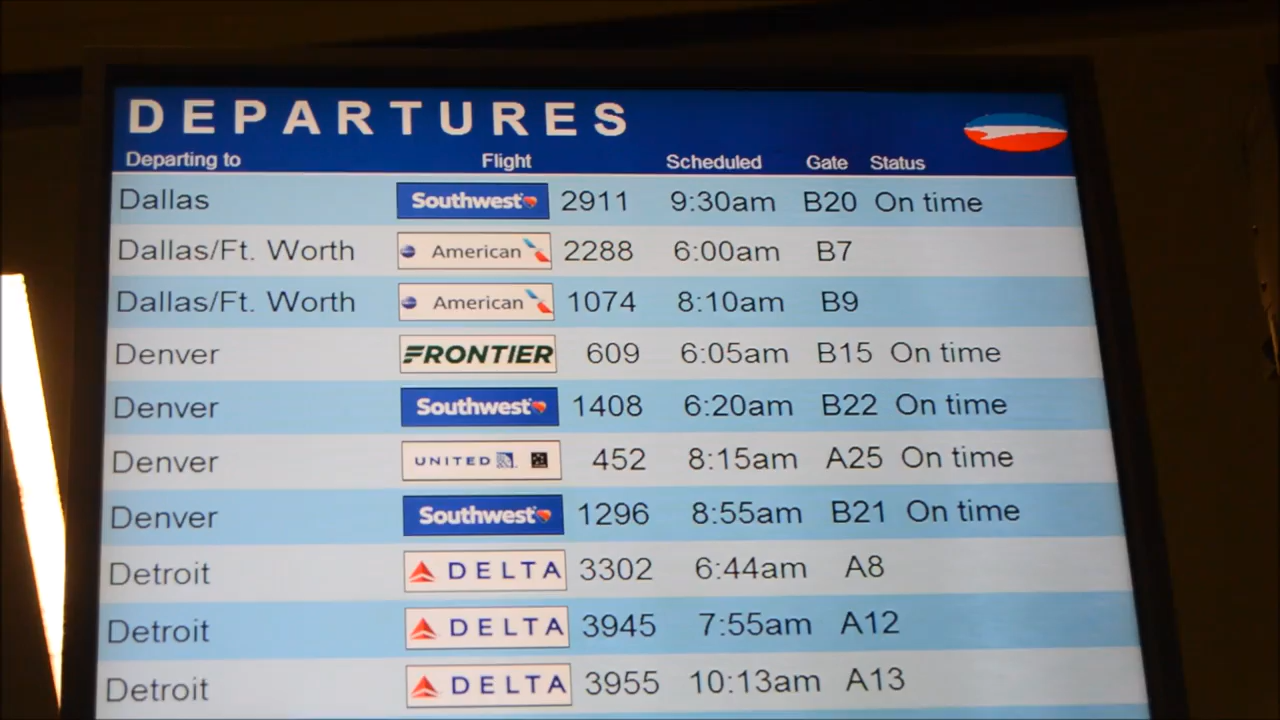 DEPARTURES
Departing to Flight Scheduled Gate Status
Dallas Southwest 2911 9:30am B20 On time
Dallas/Ft. Worth American 2288 6:00am B7
Dallas/Ft. Worth American 1074 8:10am B9
Denver FRONTIER 609 6:05am B15 On time
Denver Southwest 1408 6:20am B22 On time
Denver UNITED 452 8:15am A25 On time
Denver Southwest 1296 8:55am B21 On time
Detroit DELTA 3302 6:44am A8
Detroit DELTA 3945 7:55am A12
Detroit DELTA 3955 10:13am A13